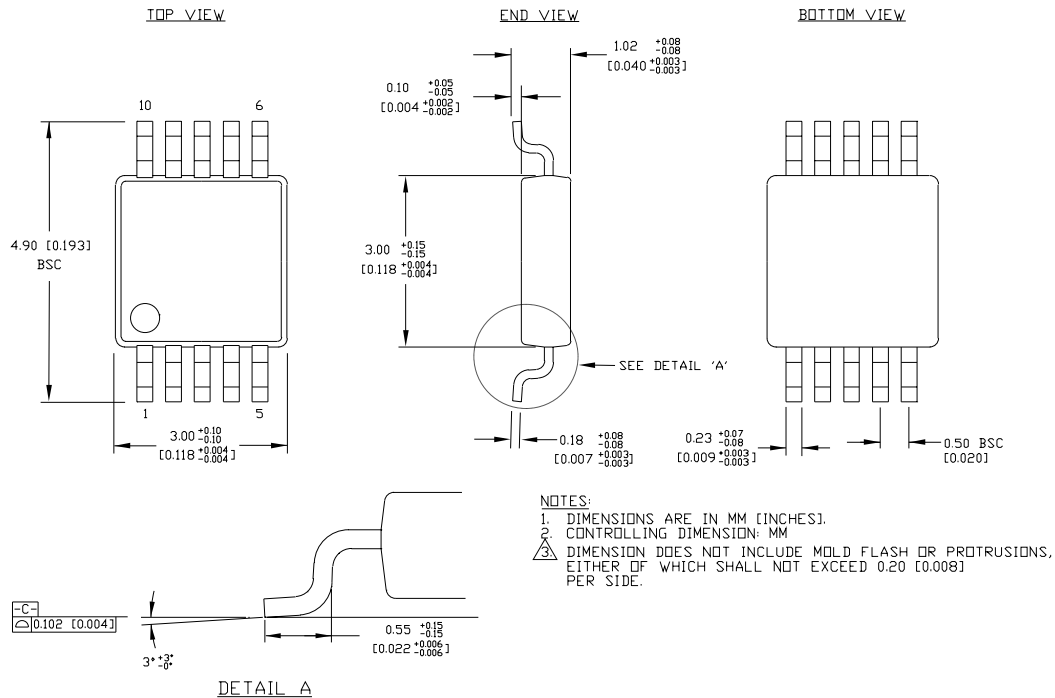 TOP VIEW
END VIEW
BOTTOM VIEW
1.02 +0.08 -0.08
[0.040 +0.003 -0.003]
0.10 +0.05 -0.05
[0.004 +0.002 -0.002]
10
6
4.90 [0.193]
BSC
3.00 +0.15 -0.15
[0.118 +0.004 -0.004]
SEE DETAIL 'A'
1
5
3.00 +0.10 -0.10
[0.118 +0.004 -0.004]
0.18 +0.08 -0.08
[0.007 +0.003 -0.003]
0.23 +0.07 -0.08
[0.009 +0.003 -0.003]
0.50 BSC
[0.020]
NOTES:
1. DIMENSIONS ARE IN MM [INCHES].
2. CONTROLLING DIMENSION: MM
3. DIMENSION DOES NOT INCLUDE MOLD FLASH OR PROTRUSIONS,
EITHER OF WHICH SHALL NOT EXCEED 0.20 [0.008]
PER SIDE.
-C-
0.102 [0.004]
3° +3° -0°
0.55 +0.15 -0.15
[0.022 +0.006 -0.006]
DETAIL A